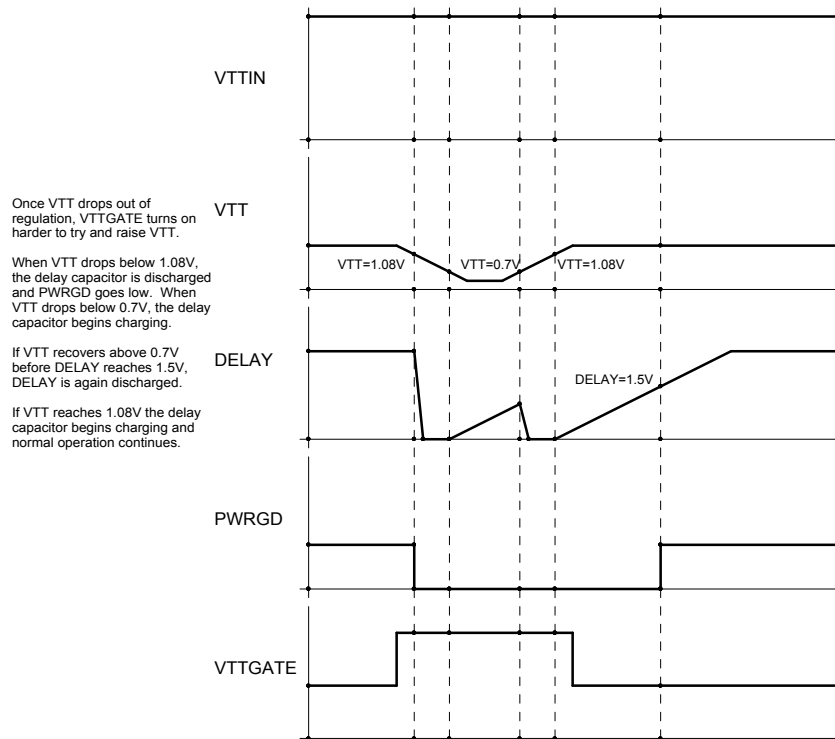 VTTIN
Once VTT drops out of
regulation, VTTGATE turns on
harder to try and raise VTT.
When VTT drops below 1.08V,
the delay capacitor is discharged
and PWRGD goes low. When
VTT drops below 0.7V, the delay
capacitor begins charging.
If VTT recovers above 0.7V
before DELAY reaches 1.5V,
DELAY is again discharged.
If VTT reaches 1.08V the delay
capacitor begins charging and
normal operation continues.
VTT
VTT=1.08V
VTT=0.7V
VTT=1.08V
DELAY
DELAY=1.5V
PWRGD
VTTGATE